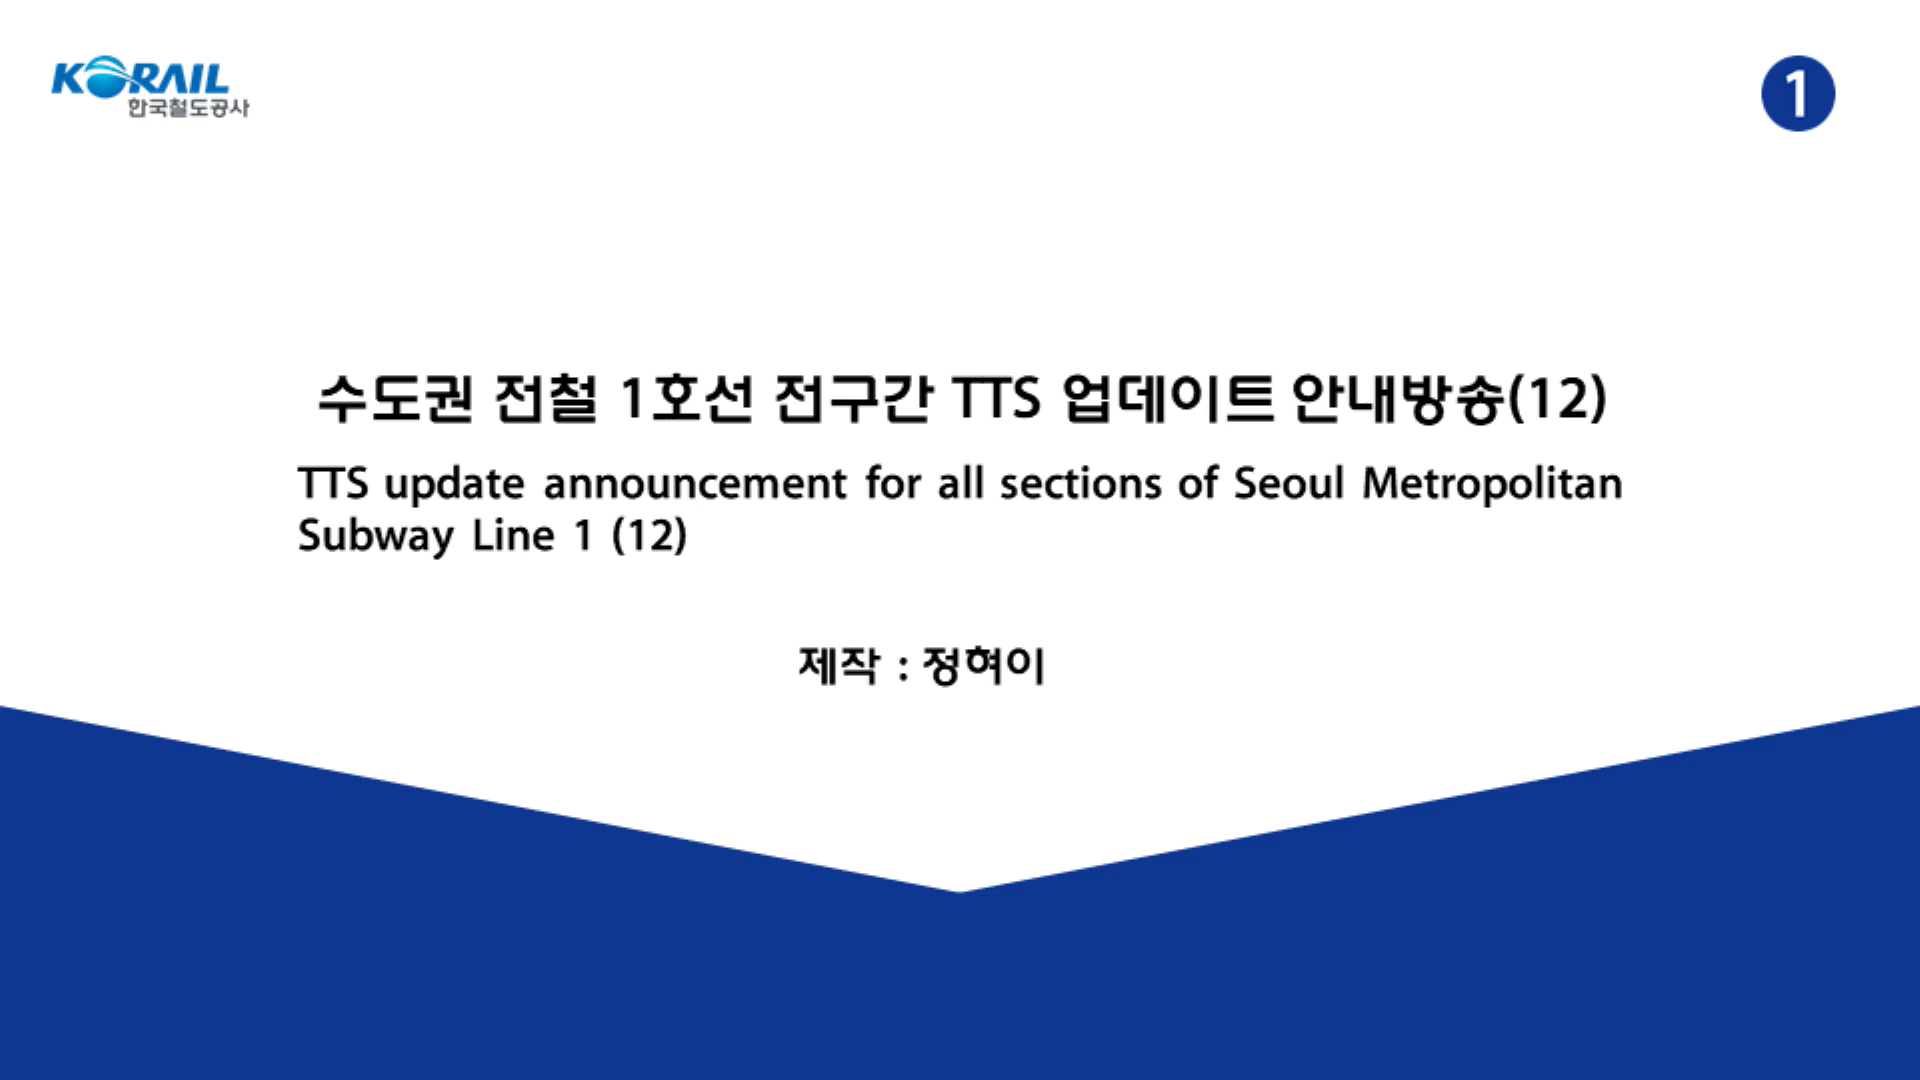 KORAIL
한국철도공사
1
수도권 전철 1호선 전구간 TTS 업데이트 안내방송(12)
TTS update announcement for all sections of Seoul Metropolitan
Subway Line 1 (12)
제작 : 정혁이